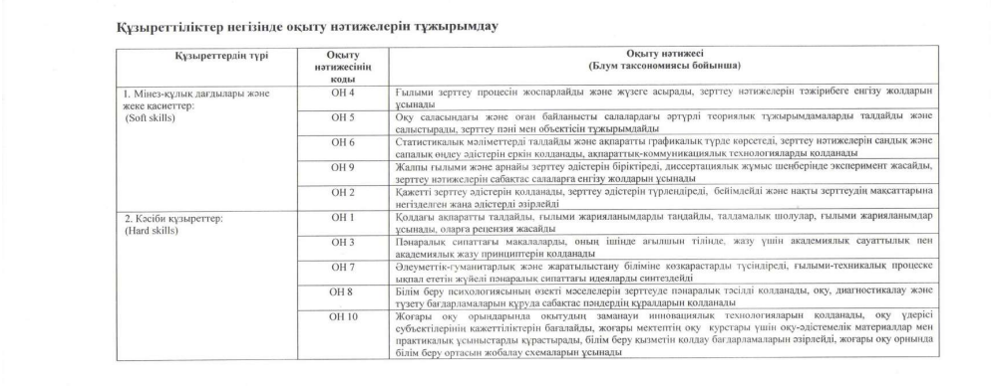 Құзыреттіліктер негізінде оқыту нәтижелерін тұжырымдау
Құзыреттердің түрі
Оқыту
нәтижесінің
коды
Оқыту нәтижесі
(Блум таксономиясы бойынша)
1. Мінез-құлық дағдылары және
жеке қасиеттер:
(Soft skills)
ОН 4
Ғылыми зерттеу процесін жоспарлайды және жүзеге асырады, зерттеу нәтижелерін тәжірибеге енгізу жолдарын
ұсынады
ОН 5
Оқу саласындағы және оған байланысты салалардағы әртүрлі теориялық тұжырымдамаларды талдайды және
салыстырады, зерттеу пәні мен объектісін тұжырымдайды
ОН 6
Статистикалық мәліметтерді талдайды және ақпаратты графикалық түрде көрсетеді, зерттеу нәтижелерін сандық және
сапалық өңдеу әдістерін еркін қолданады, ақпараттық-коммуникациялық технологияларды қолданады
ОН 9
Жалпы ғылыми және арнайы зерттеу әдістерін біріктіреді, диссертациялық жұмыс шеңберінде эксперимент жасайды,
зерттеу нәтижелерін сабақтас салаларға енгізу жолдарын ұсынады
ОН 2
Қажетті зерттеу әдістерін қолданады, зерттеу әдістерін түрлендіреді, бейімдейді және нақты зерттеудің мақсаттарына
негізделген жаңа әдістерді әзірлейді
2. Кәсіби құзыреттер:
(Hard skills)
ОН 1
Қолдағы ақпаратты талдайды, ғылыми жарияланымдарды таңдайды, талдамалық шолулар, ғылыми жарияланымдар
ұсынады, оларға рецензия жасайды
ОН 3
Пәнаралық сипаттағы мақалаларды, оның ішінде ағылшын тілінде, жазу үшін академиялық сауаттылық пен
академиялық жазу принциптерін қолданады
ОН 7
Әлеуметтік-гуманитарлық және жаратылыстану біліміне көзқарастарды түсіндіреді, ғылыми-техникалық процеске
ықпал ететін жүйелі пәнаралық сипаттағы идеяларды синтездейді
ОН 8
Білім беру психологиясының өзекті мәселелерін зерттеуде пәнаралық тәсілді қолданады, оқу, диагностикалау және
түзету бағдарламаларын құруда сабақтас пәндердің құралдарын қолданады
ОН 10
Жоғары оқу орындарында оқытудың заманауи инновациялық технологияларын қолданады, оқу үдерісі
субъектілерінің қажеттіліктерін бағалайды, жоғары мектептің оқу курстары үшін оқу-әдістемелік материалдар мен
практикалық ұсыныстарды құрастырады, білім беру қызметін қолдау бағдарламаларын әзірлейді, жоғары оқу орнында
білім беру ортасын жобалау схемаларын ұсынады